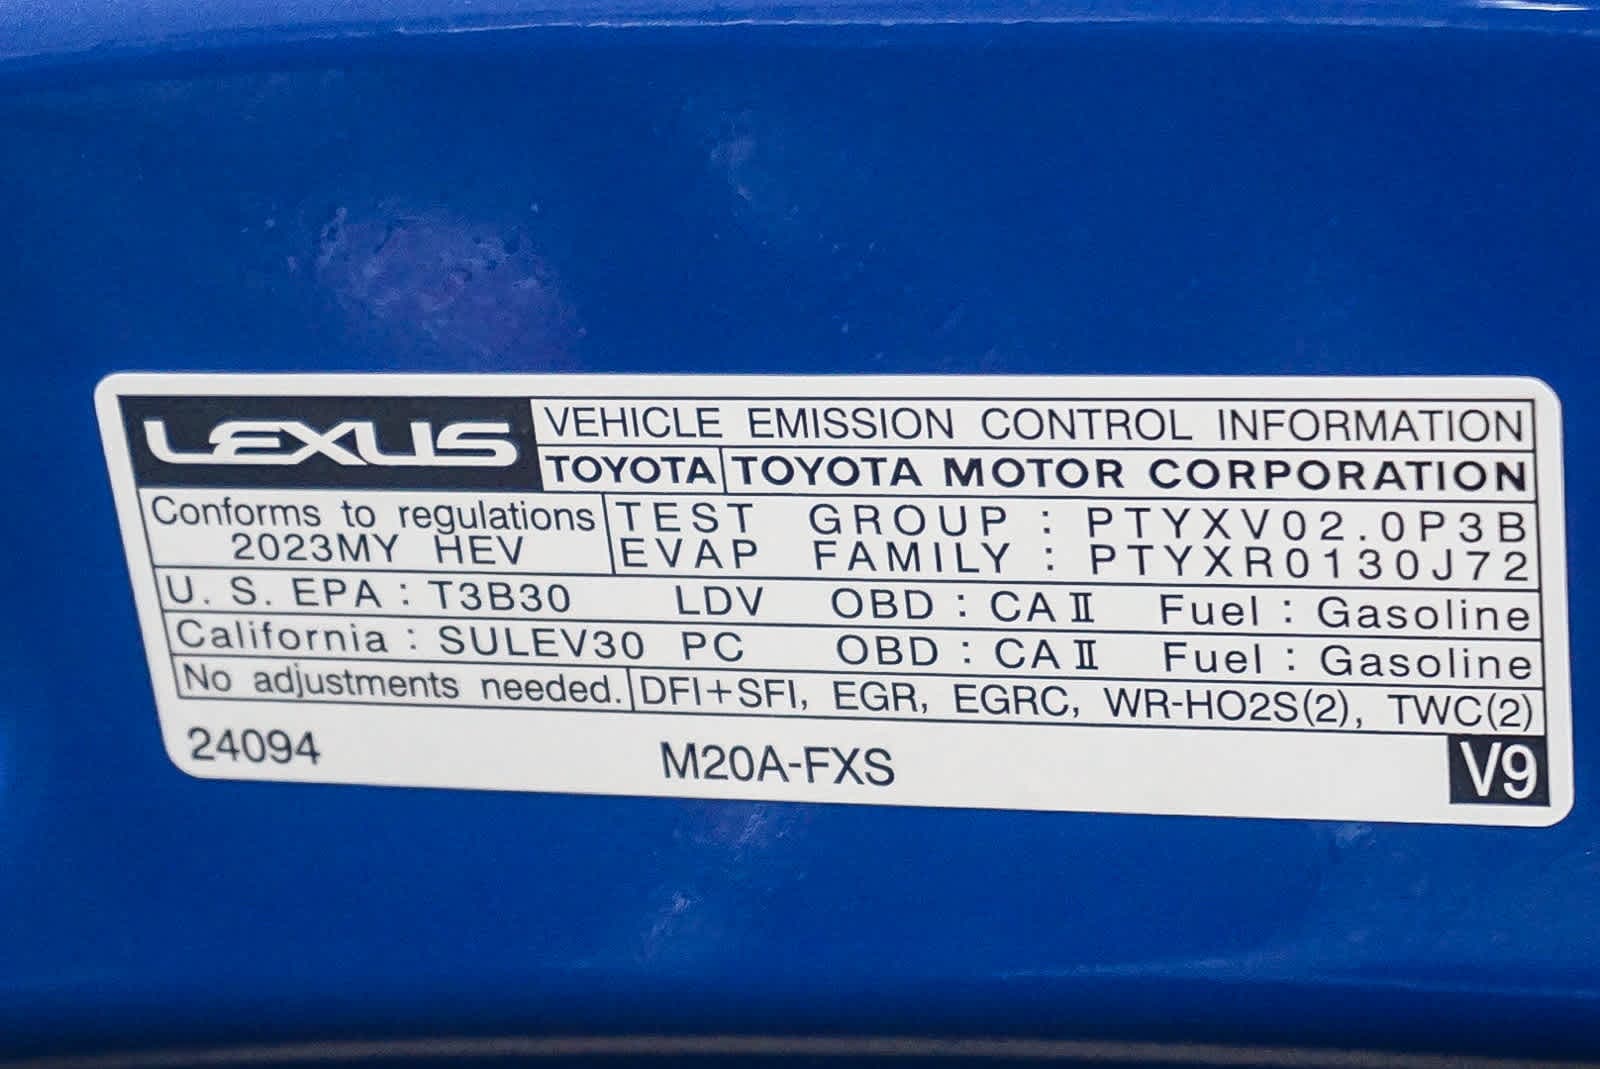 LEXUS VEHICLE EMISSION CONTROL INFORMATION
TOYOTA TOYOTA MOTOR CORPORATION
Conforms to regulations TEST GROUP : PTYXV02.0P3B
2023MY HEV EVAP FAMILY : PTYXR0130J72
U. S. EPA : T3B30 LDV OBD : CA II Fuel : Gasoline
California : SULEV30 PC OBD : CA II Fuel : Gasoline
No adjustments needed. DFI+SFI, EGR, EGRC, WR-HO2S(2), TWC(2)
24094 M20A-FXS V9